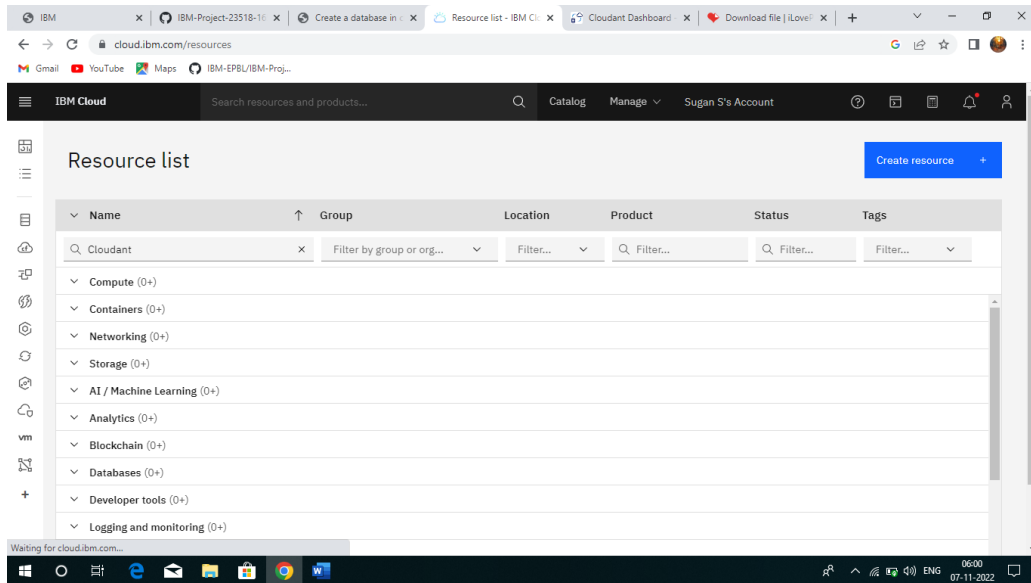 IBM
IBM-Project-23518-16
Create a database in c
Resource list - IBM Clo
Cloudant Dashboard -
Download file | iLoveP
cloud.ibm.com/resources
Gmail YouTube Maps IBM-EPBL/IBM-Proj...
IBM Cloud Search resources and products... Catalog Manage Sugan S's Account
Resource list
Create resource +
Name Group Location Product Status Tags
Cloudant Filter by group or org... Filter... Filter... Filter... Filter...
Compute (0+)
Containers (0+)
Networking (0+)
Storage (0+)
AI / Machine Learning (0+)
Analytics (0+)
vm
Blockchain (0+)
Databases (0+)
Developer tools (0+)
Logging and monitoring (0+)
Waiting for cloud.ibm.com...
ENG 06:00
07-11-2022